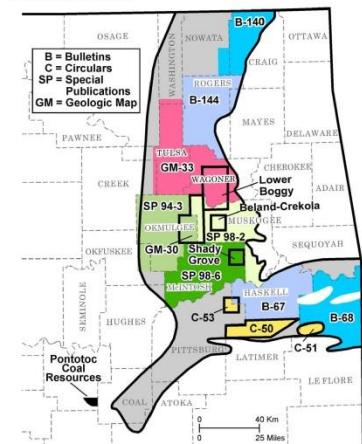 B = Bulletins
C = Circulars
SP = Special
Publications
GM = Geologic Map
OSAGE
WASHINGTON
NOWATA
B-140
OTTAWA
CRAIG
ROGERS
B-144
MAYES
DELAWARE
PAWNEE
TULSA
GM-33
CHEROKEE
WAGONER
Lower
Boggy
CREEK
ADAIR
SP 94-3
Beland-Crekola
MUSKOGEE
OKMULGEE
SP 98-2
GM-30
Shady
Grove
SEQUOYAH
OKFUSKEE
SP 98-6
McINTOSH
HASKELL
B-67
B-68
C-53
SEMINOLE
HUGHES
C-50
C-51
PITTSBURG
LATIMER
LE FLORE
Pontotoc
Coal
Resources
COAL
ATOKA
0 40 Km
0 25 Miles